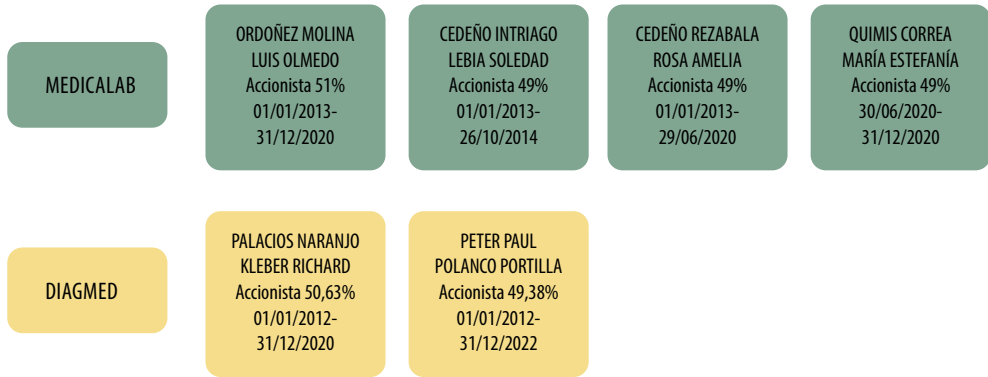 MEDICALAB
ORDOÑEZ MOLINA
LUIS OLMEDO
Accionista 51%
01/01/2013-
31/12/2020
CEDEÑO INTRIAGO
LEBIA SOLEDAD
Accionista 49%
01/01/2013-
26/10/2014
CEDEÑO REZABALA
ROSA AMELIA
Accionista 49%
01/01/2013-
29/06/2020
QUIMIS CORREA
MARÍA ESTEFANÍA
Accionista 49%
30/06/2020-
31/12/2020
DIAGMED
PALACIOS NARANJO
KLEBER RICHARD
Accionista 50,63%
01/01/2012-
31/12/2020
PETER PAUL
POLANCO PORTILLA
Accionista 49,38%
01/01/2012-
31/12/2022